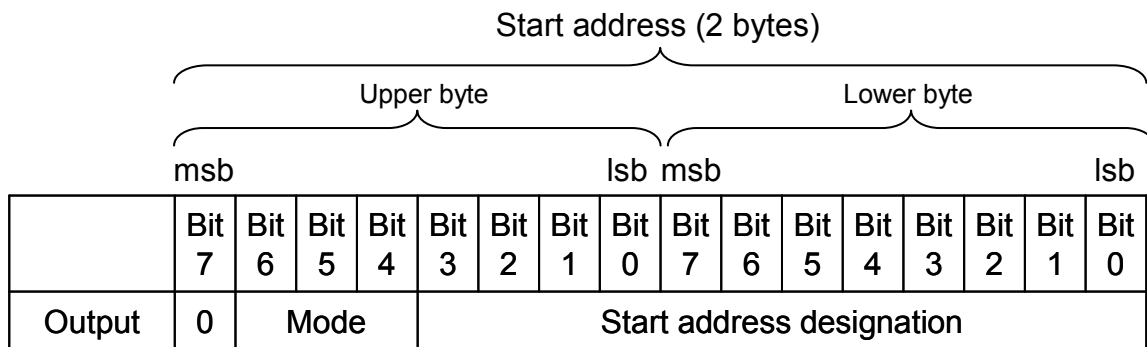 Start address (2 bytes)
Upper byte Lower byte
msb lsb msb lsb
Bit 7 Bit 6 Bit 5 Bit 4 Bit 3 Bit 2 Bit 1 Bit 0 Bit 7 Bit 6 Bit 5 Bit 4 Bit 3 Bit 2 Bit 1 Bit 0
Output 0 Mode Start address designation